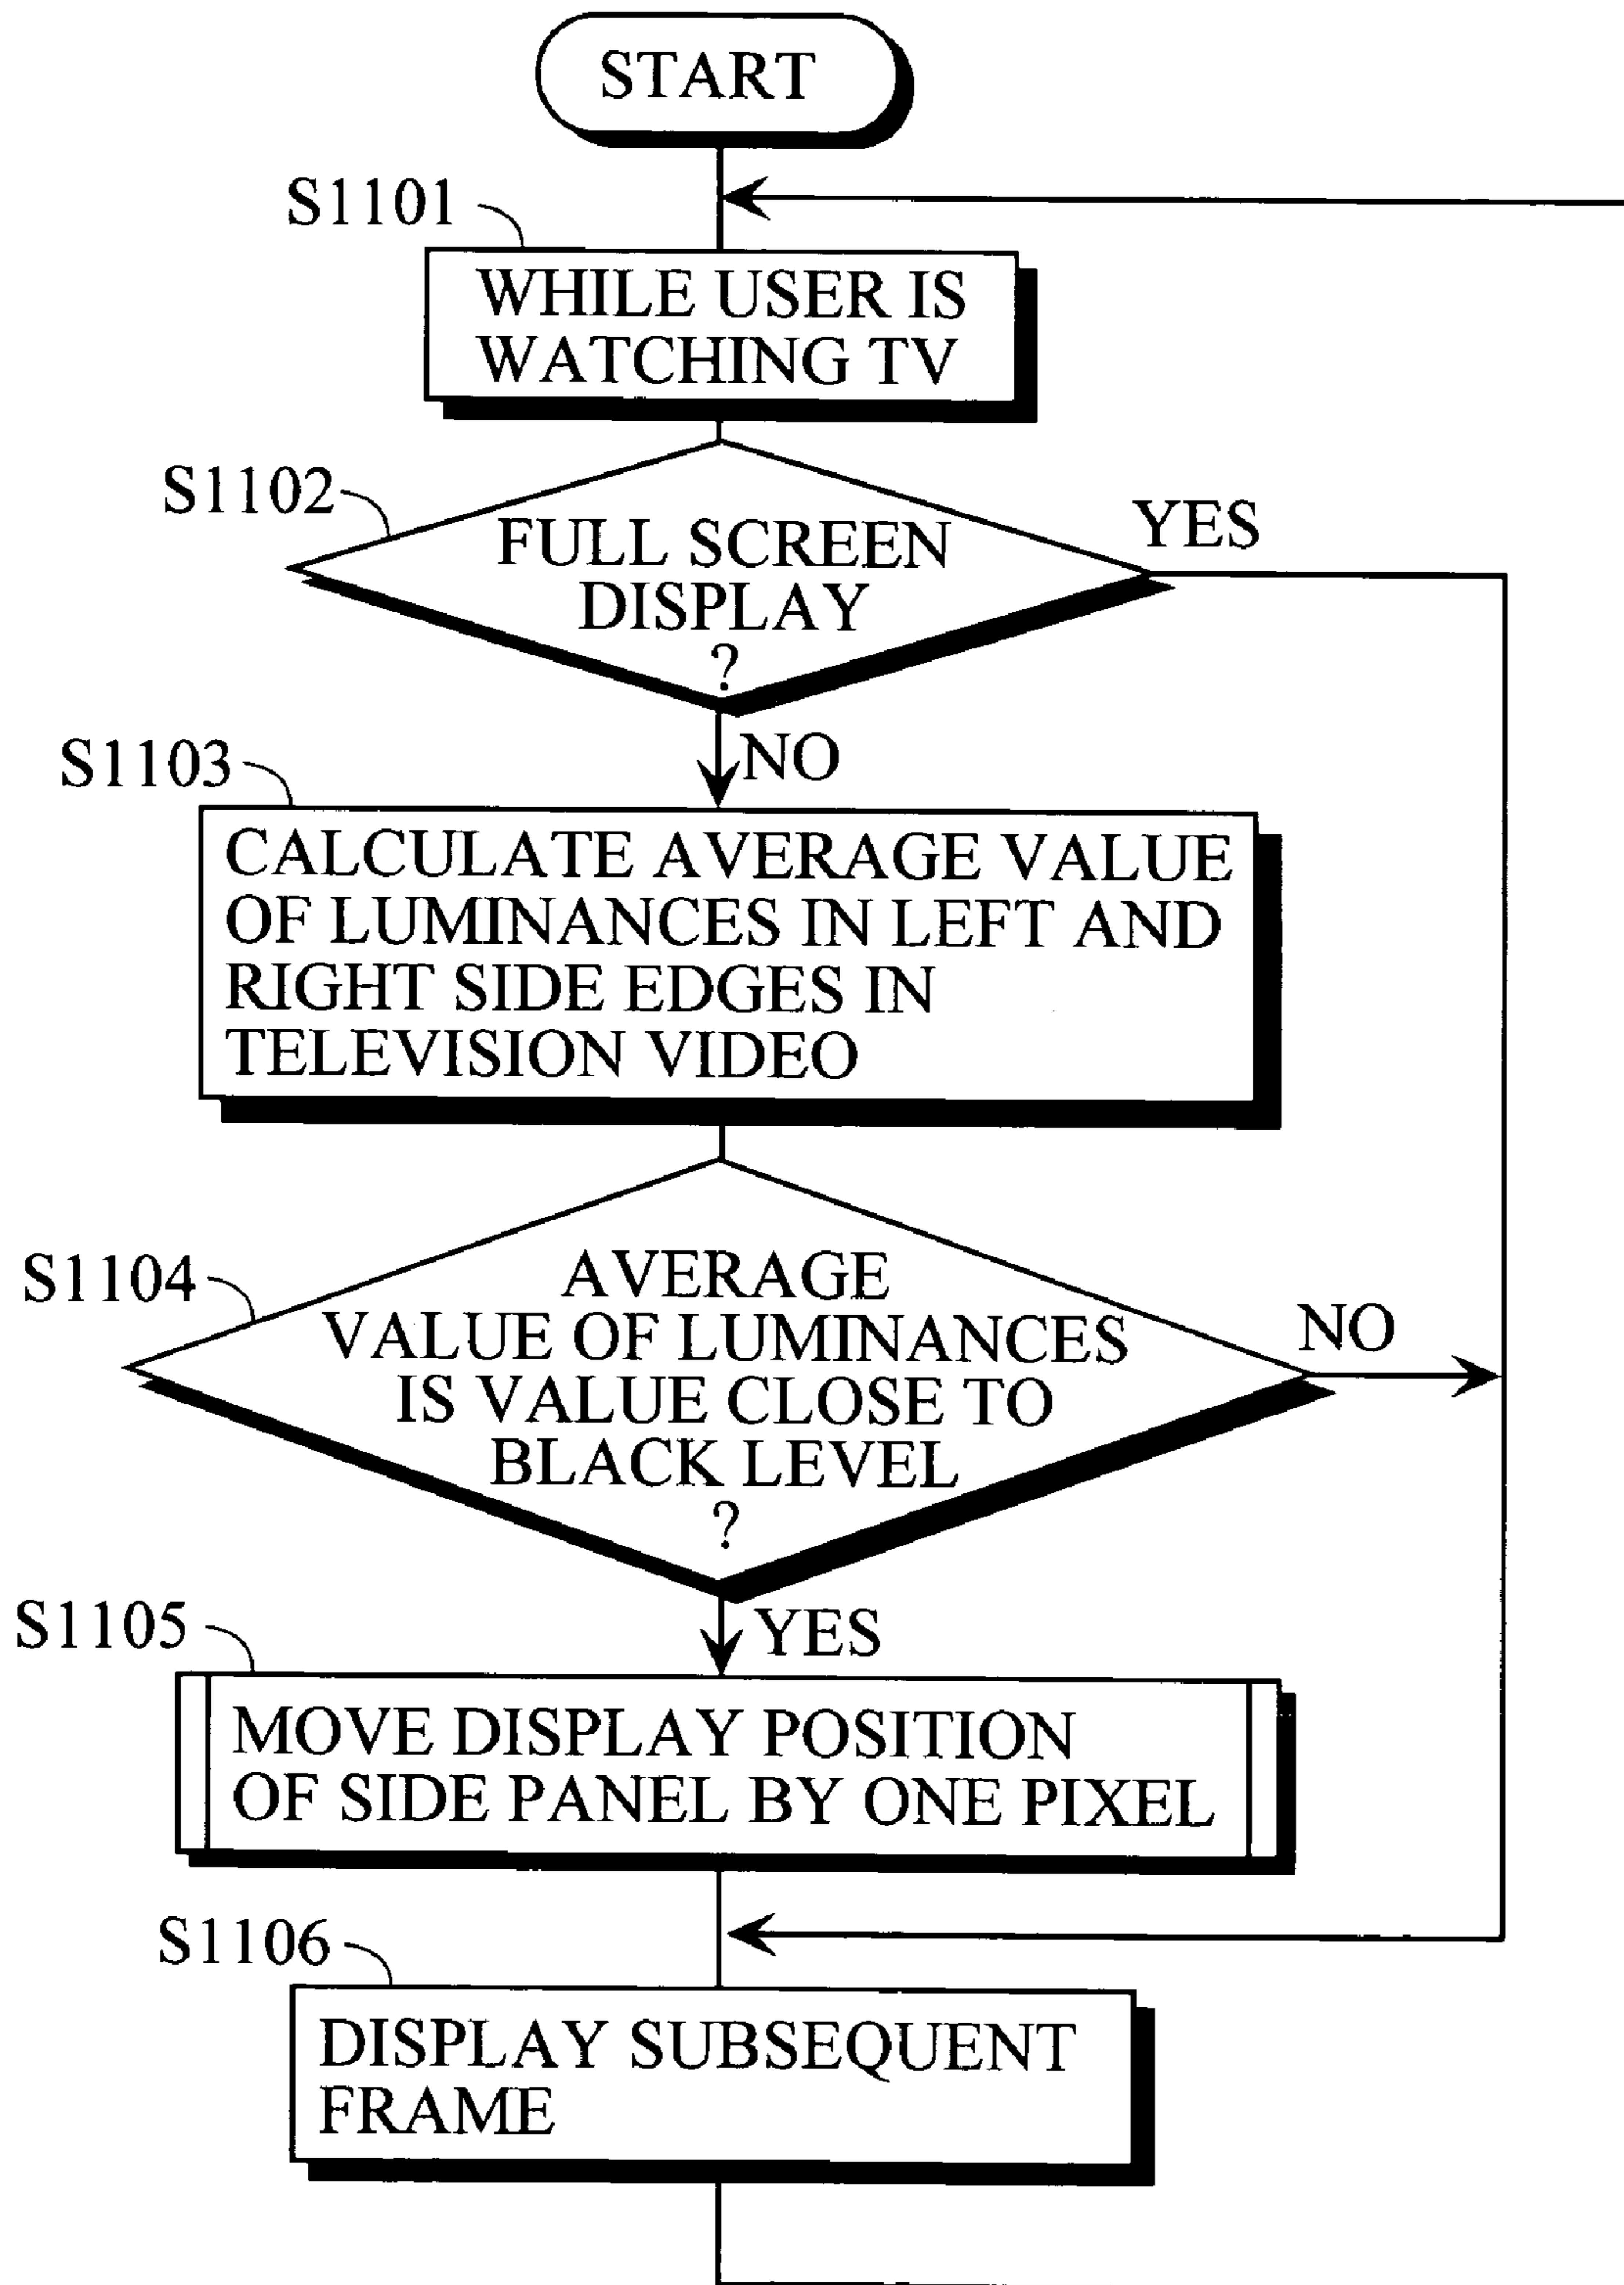 START
S1101
WHILE USER IS
WATCHING TV
S1102
FULL SCREEN
DISPLAY
?
YES
NO
S1103
CALCULATE AVERAGE VALUE
OF LUMINANCES IN LEFT AND
RIGHT SIDE EDGES IN
TELEVISION VIDEO
S1104
AVERAGE
VALUE OF LUMINANCES
IS VALUE CLOSE TO
BLACK LEVEL
?
NO
YES
S1105
MOVE DISPLAY POSITION
OF SIDE PANEL BY ONE PIXEL
S1106
DISPLAY SUBSEQUENT
FRAME